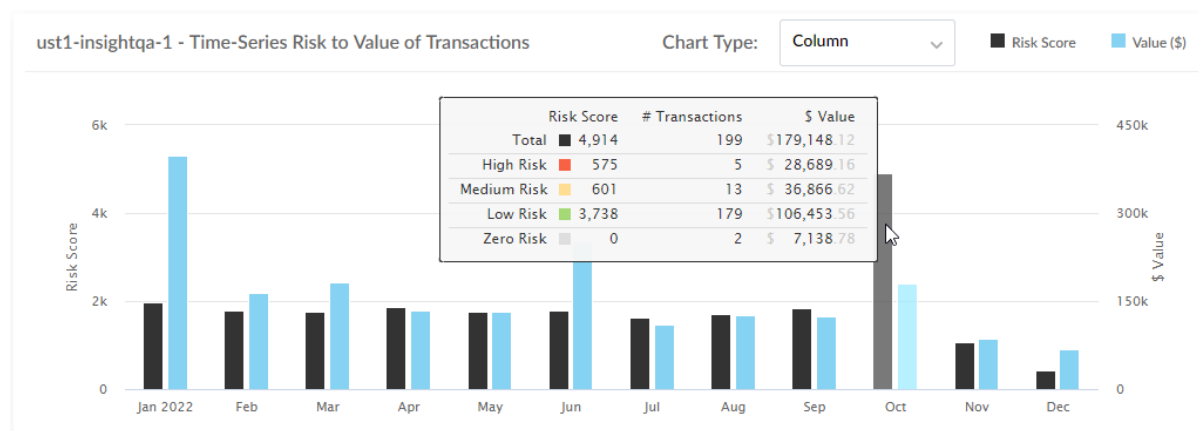 ust1-insightqa-1 - Time-Series Risk to Value of Transactions
Chart Type:
Column
Risk Score
Value ($)
Risk Score # Transactions $ Value
Total 4,914 199 $179,148.12
High Risk 575 5 $ 28,689.16
Medium Risk 601 13 $ 36,866.62
Low Risk 3,738 179 $106,453.56
Zero Risk 0 2 $ 7,138.78
6k
4k
2k
0
Risk Score
450k
300k
150k
0
$ Value
Jan 2022 Feb Mar Apr May Jun Jul Aug Sep Oct Nov Dec